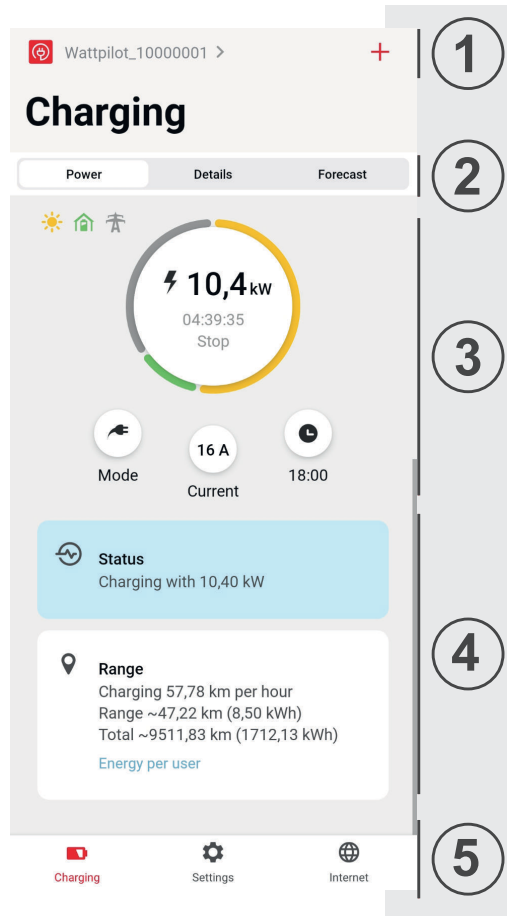 Wattpilot_10000001 >
+
1
Charging
Power Details Forecast
2
10,4 kW
04:39:35
Stop
3
Mode
16 A
Current
18:00
Status
Charging with 10,40 kW
4
Range
Charging 57,78 km per hour
Range ~47,22 km (8,50 kWh)
Total ~9511,83 km (1712,13 kWh)
Energy per user
Charging Settings Internet
5